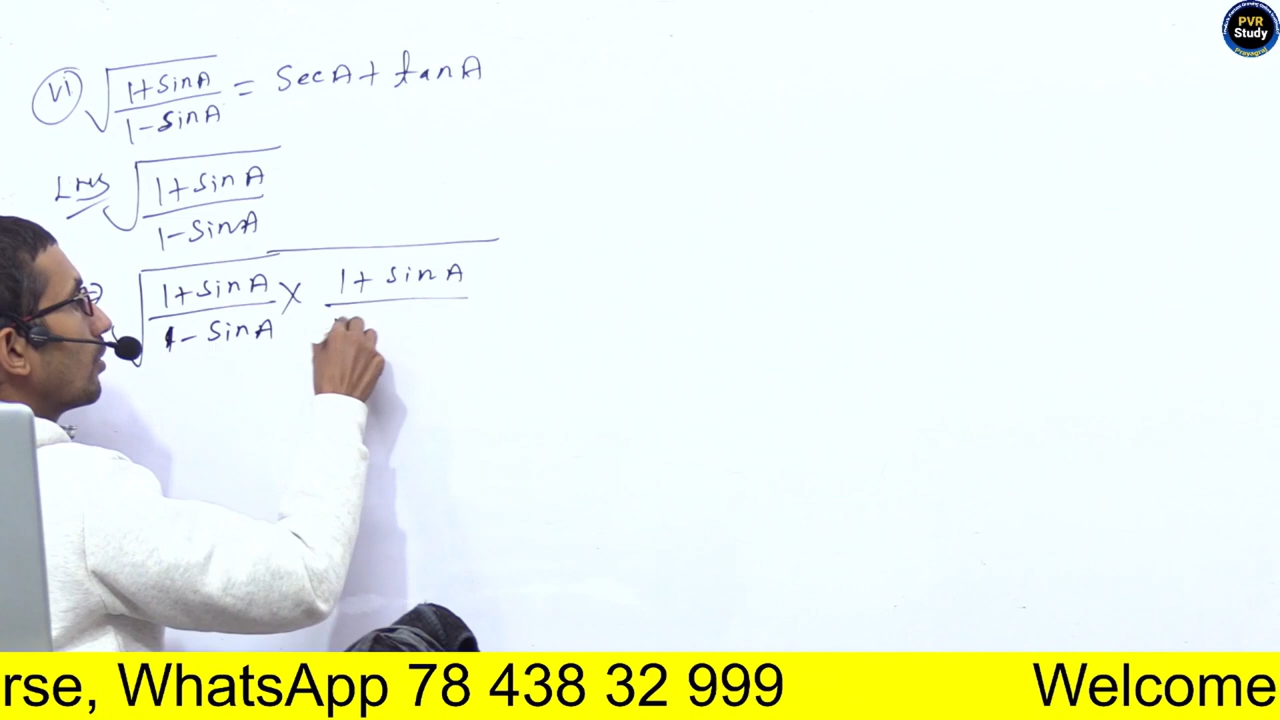 VI √(1+sinA / 1-sinA) = SecA + tanA
LHS √(1+sinA / 1-SinA)
⇒ √(1+sinA / 1-SinA × 1+sinA /
PVR
Study
Prayagraj
rse, WhatsApp 78 438 32 999 Welcome